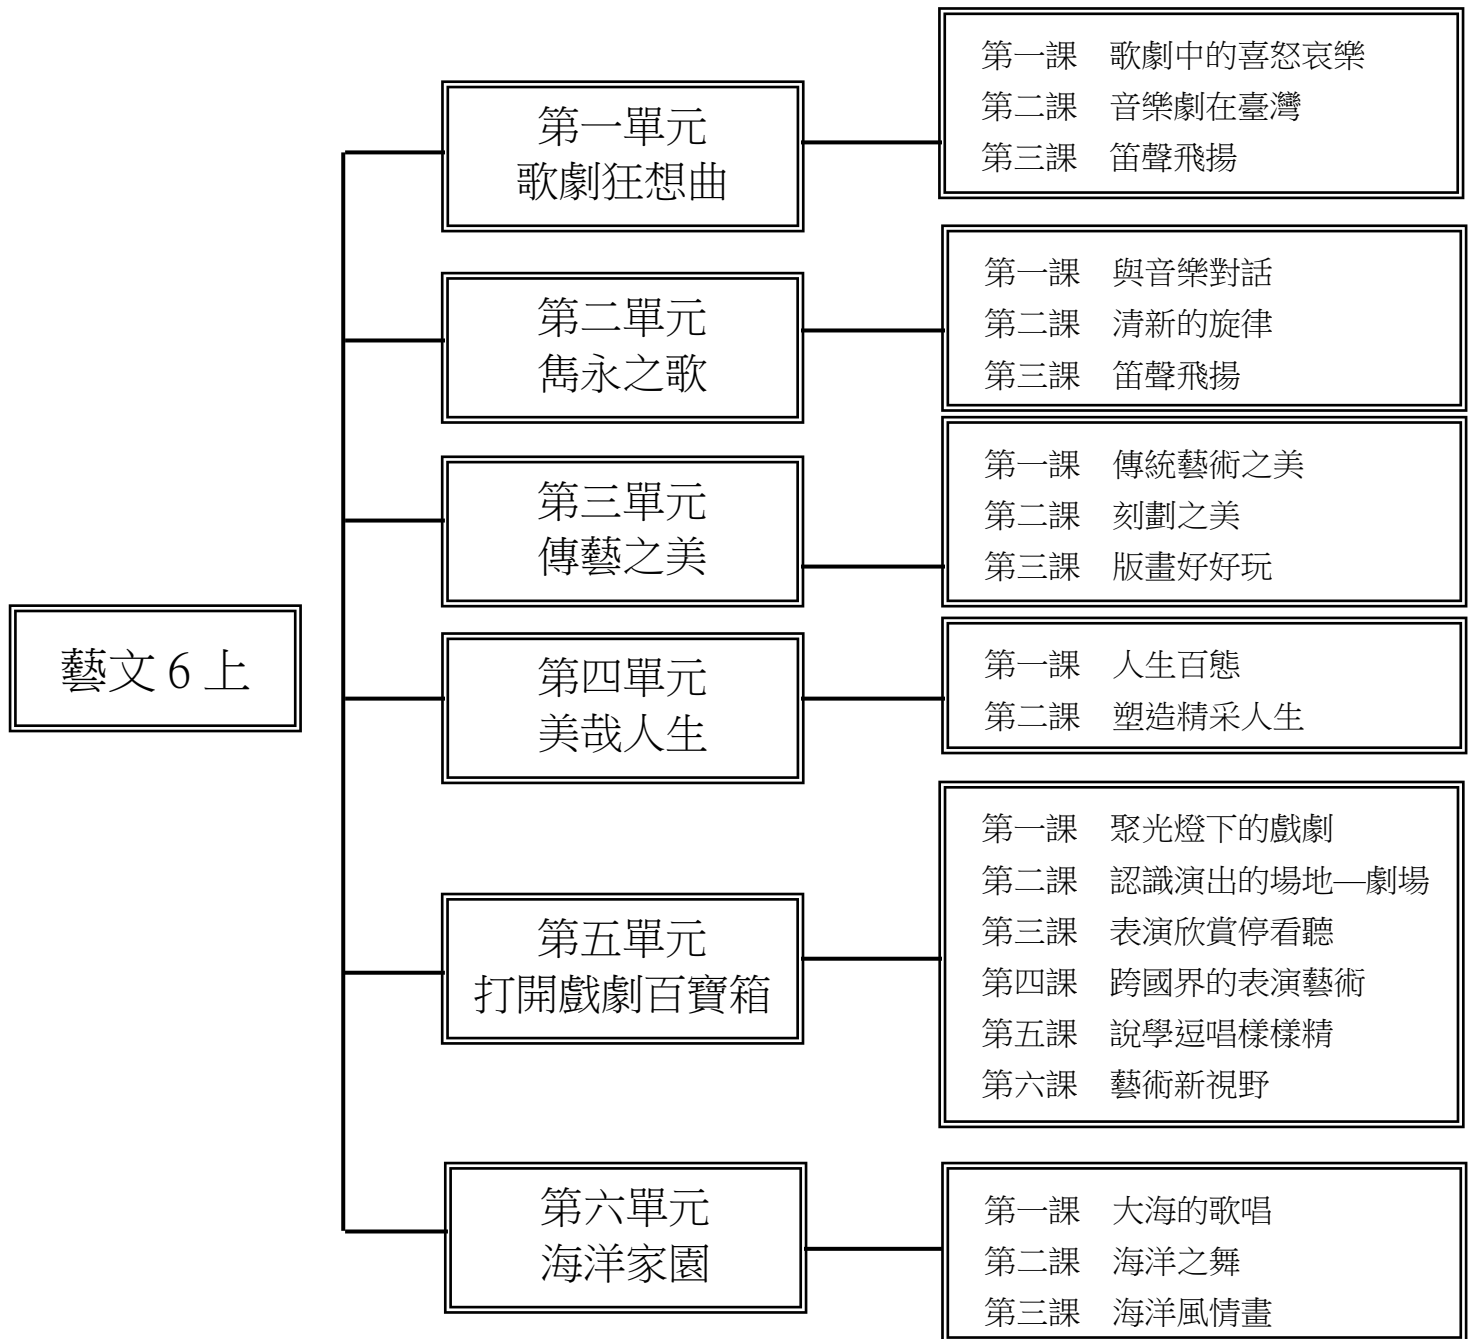 藝文6上
第一單元
歌劇狂想曲
第一課 歌劇中的喜怒哀樂
第二課 音樂劇在臺灣
第三課 笛聲飛揚
第二單元
雋永之歌
第一課 與音樂對話
第二課 清新的旋律
第三課 笛聲飛揚
第三單元
傳藝之美
第一課 傳統藝術之美
第二課 刻劃之美
第三課 版畫好好玩
第四單元
美哉人生
第一課 人生百態
第二課 塑造精采人生
第五單元
打開戲劇百寶箱
第一課 聚光燈下的戲劇
第二課 認識演出的場地—劇場
第三課 表演欣賞停看聽
第四課 跨國界的表演藝術
第五課 說學逗唱樣樣精
第六課 藝術新視野
第六單元
海洋家園
第一課 大海的歌唱
第二課 海洋之舞
第三課 海洋風情畫